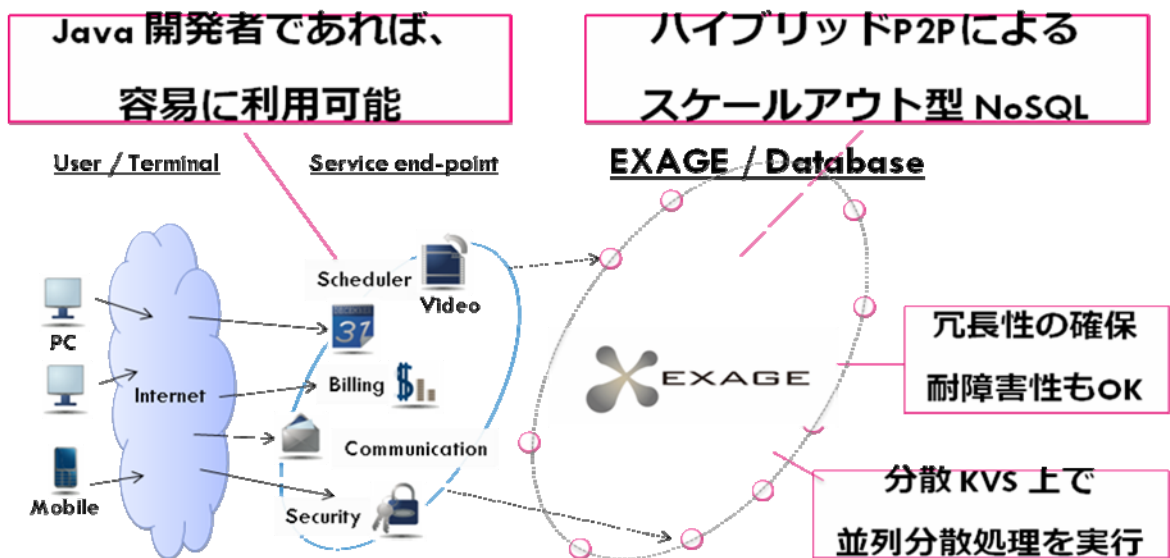 Java 開発者であれば、
容易に利用可能
ハイブリッドP2Pによる
スケールアウト型 NoSQL
User / Terminal
Service end-point
EXAGE / Database
Scheduler
Video
PC
31
冗長性の確保
耐障害性もOK
EXAGE
Internet
Billing
$
Communication
Mobile
Security
分散 KVS 上で
並列分散処理を実行